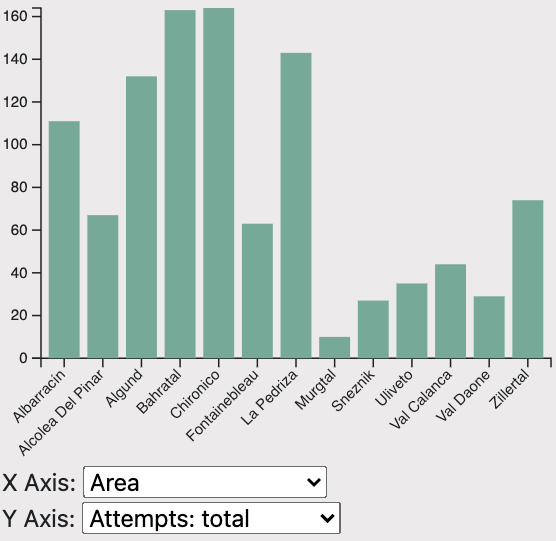 160
140
120
100
80
60
40
20
0
Albarracin
Alcolea Del Pinar
Algund
Bahratal
Chironico
Fontainebleau
La Pedriza
Murgtal
Sneznik
Uliveto
Val Calanca
Val Daone
Zillertal
X Axis: Area
Y Axis: Attempts: total